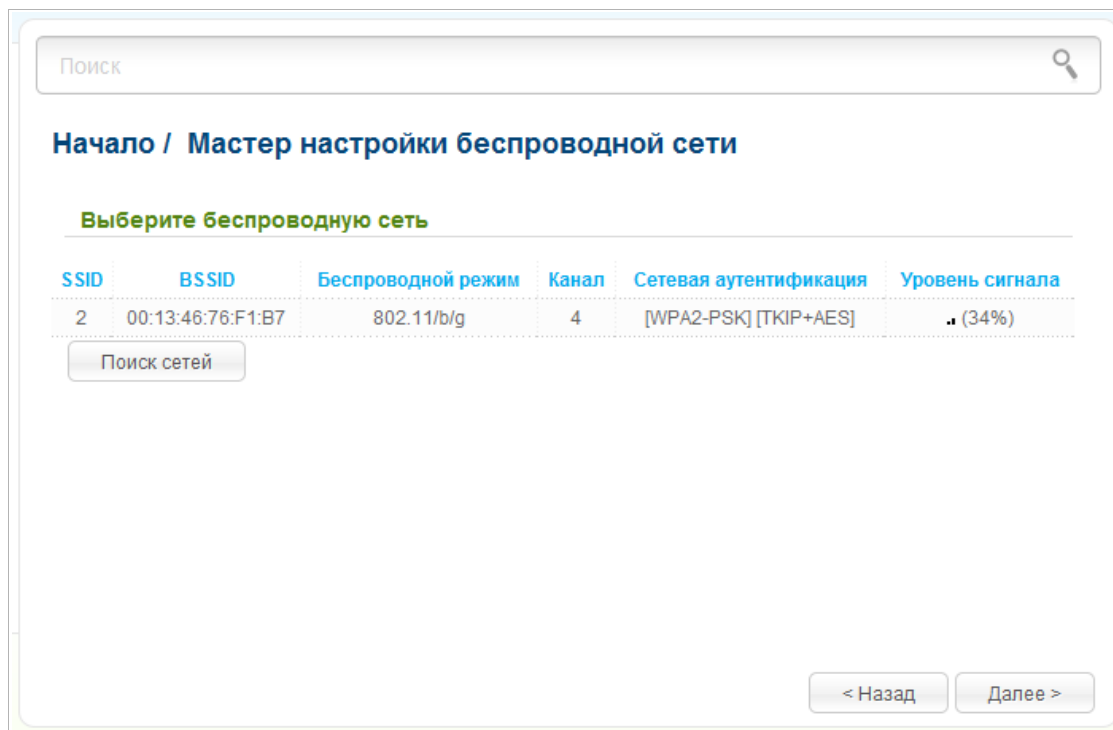 Поиск
Начало / Мастер настройки беспроводной сети
Выберите беспроводную сеть
SSID BSSID Беспроводной режим Канал Сетевая аутентификация Уровень сигнала
2 00:13:46:76:F1:B7 802.11/b/g 4 [WPA2-PSK] [TKIP+AES] (34%)
Поиск сетей
< Назад Далее >